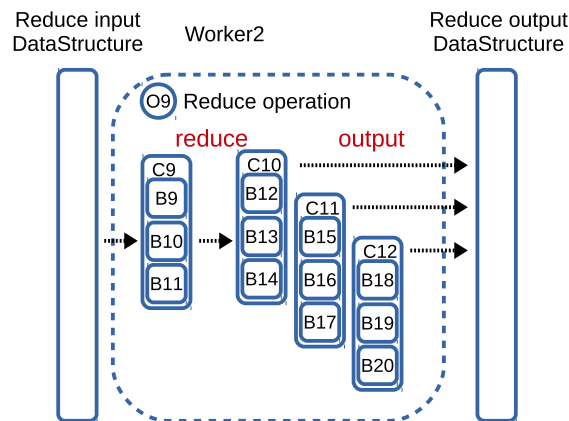 Reduce input
DataStructure
Worker2
Reduce output
DataStructure
O9 Reduce operation
reduce
output
C9
B9
B10
B11
C10
B12
B13
B14
C11
B15
B16
B17
C12
B18
B19
B20